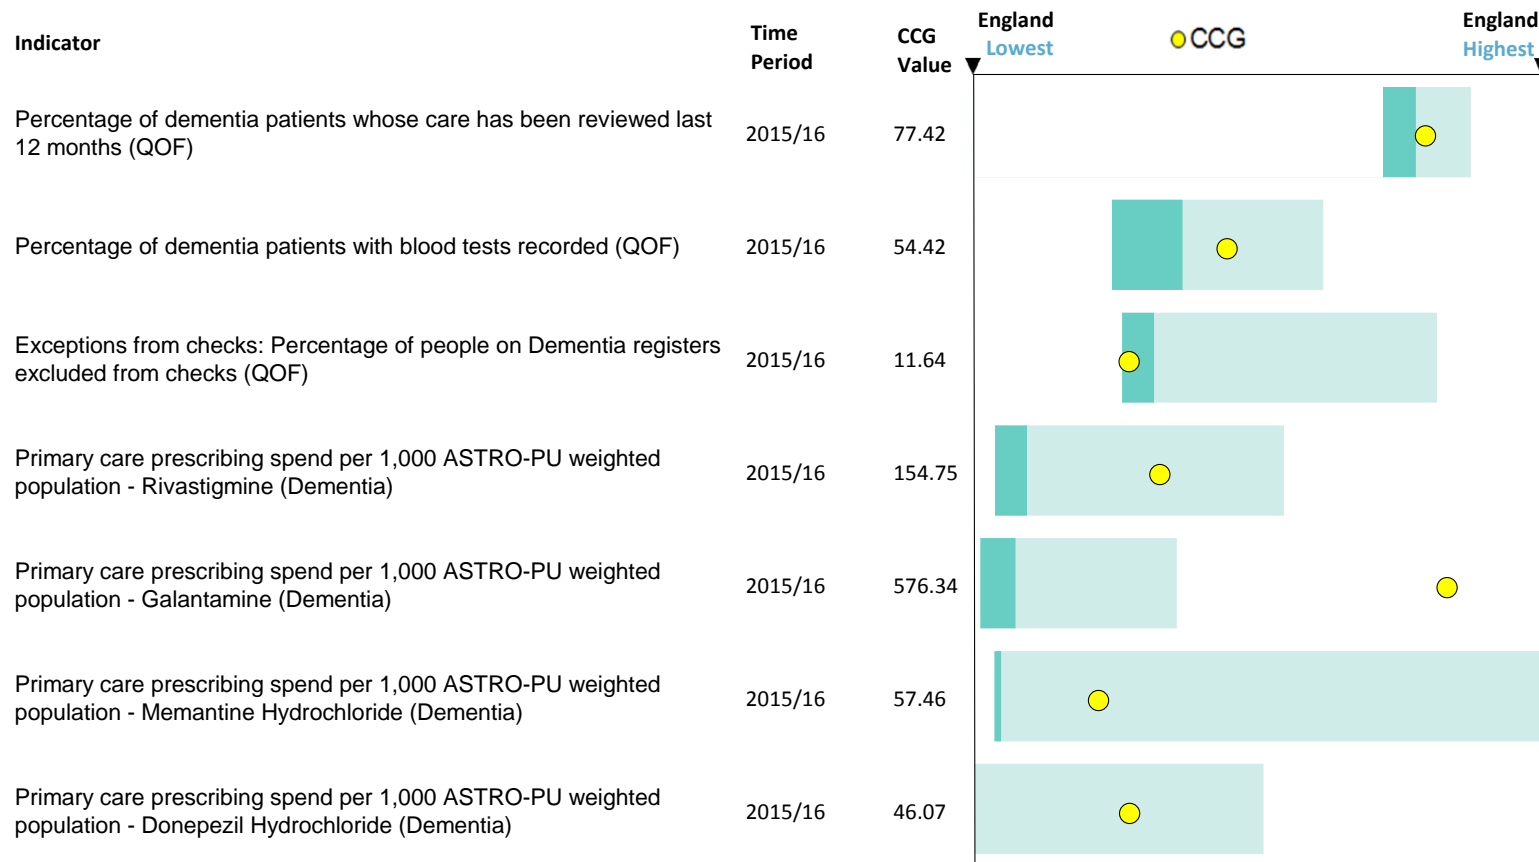 Indicator
Time Period
CCG Value
England Lowest
CCG
England Highest
Percentage of dementia patients whose care has been reviewed last
12 months (QOF)
2015/16
77.42
Percentage of dementia patients with blood tests recorded (QOF)
2015/16
54.42
Exceptions from checks: Percentage of people on Dementia registers
excluded from checks (QOF)
2015/16
11.64
Primary care prescribing spend per 1,000 ASTRO-PU weighted
population - Rivastigmine (Dementia)
2015/16
154.75
Primary care prescribing spend per 1,000 ASTRO-PU weighted
population - Galantamine (Dementia)
2015/16
576.34
Primary care prescribing spend per 1,000 ASTRO-PU weighted
population - Memantine Hydrochloride (Dementia)
2015/16
57.46
Primary care prescribing spend per 1,000 ASTRO-PU weighted
population - Donepezil Hydrochloride (Dementia)
2015/16
46.07